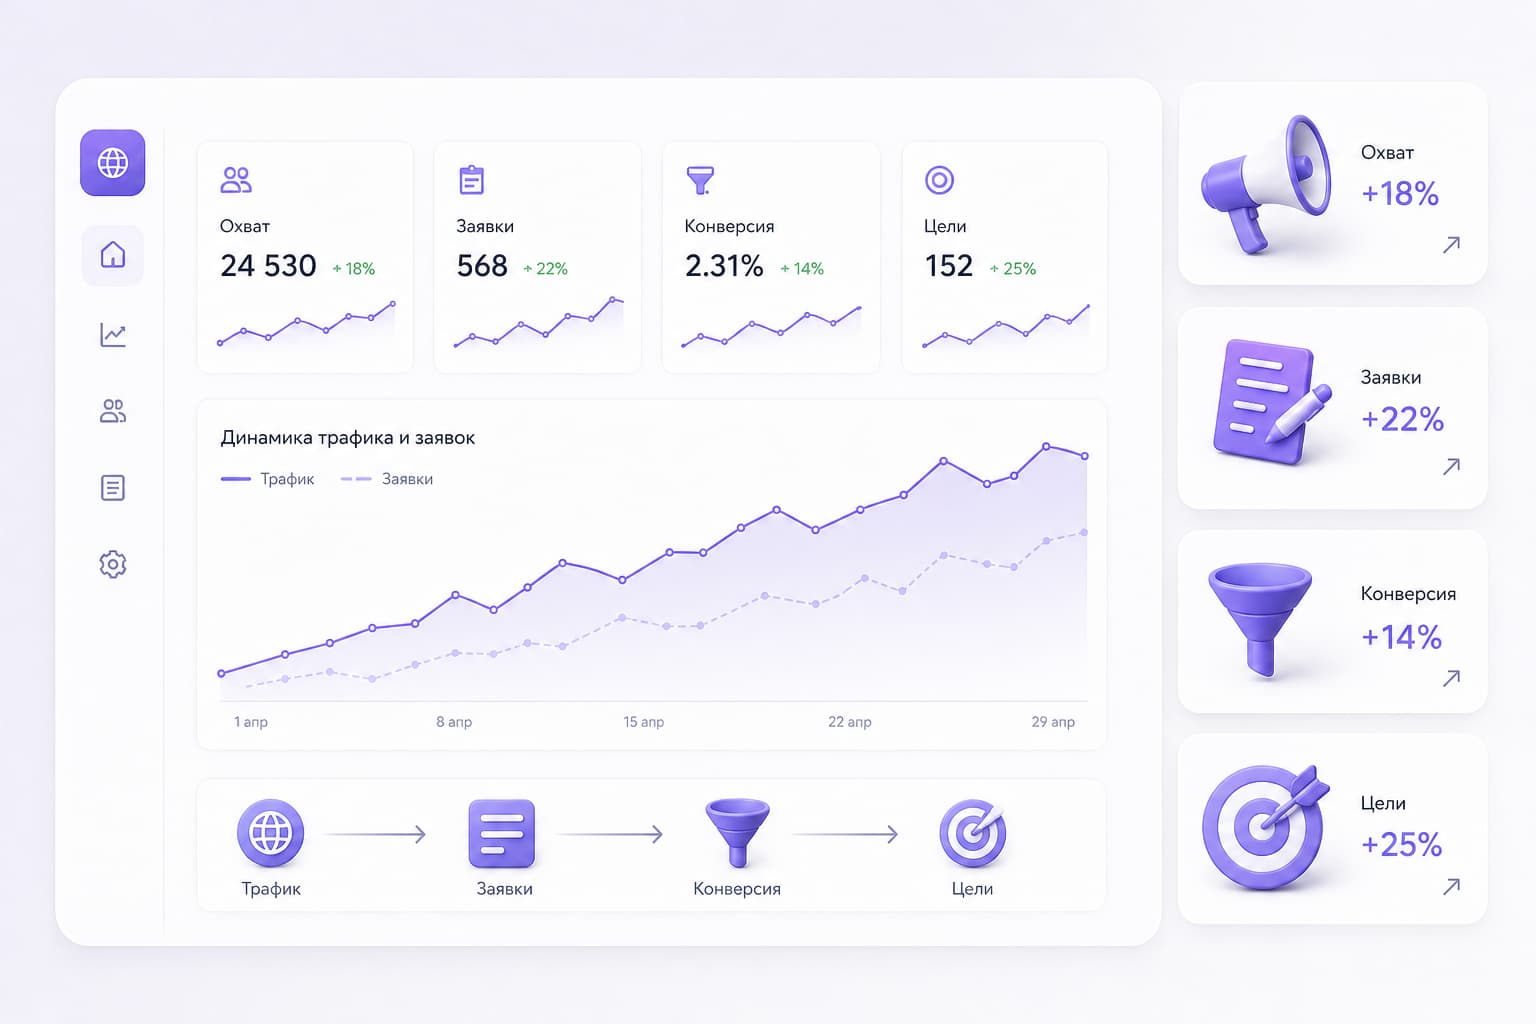 Охват
24 530 ÷ 18%
Заявки
568 ÷ 22%
Конверсия
2.31% ÷ 14%
Цели
152 ÷ 25%
Динамика трафика и заявок
Трафик Заявки
1 апр 8 апр 15 апр 22 апр 29 апр
Трафик Заявки Конверсия Цели
Охват
+18%
Заявки
+22%
Конверсия
+14%
Цели
+25%